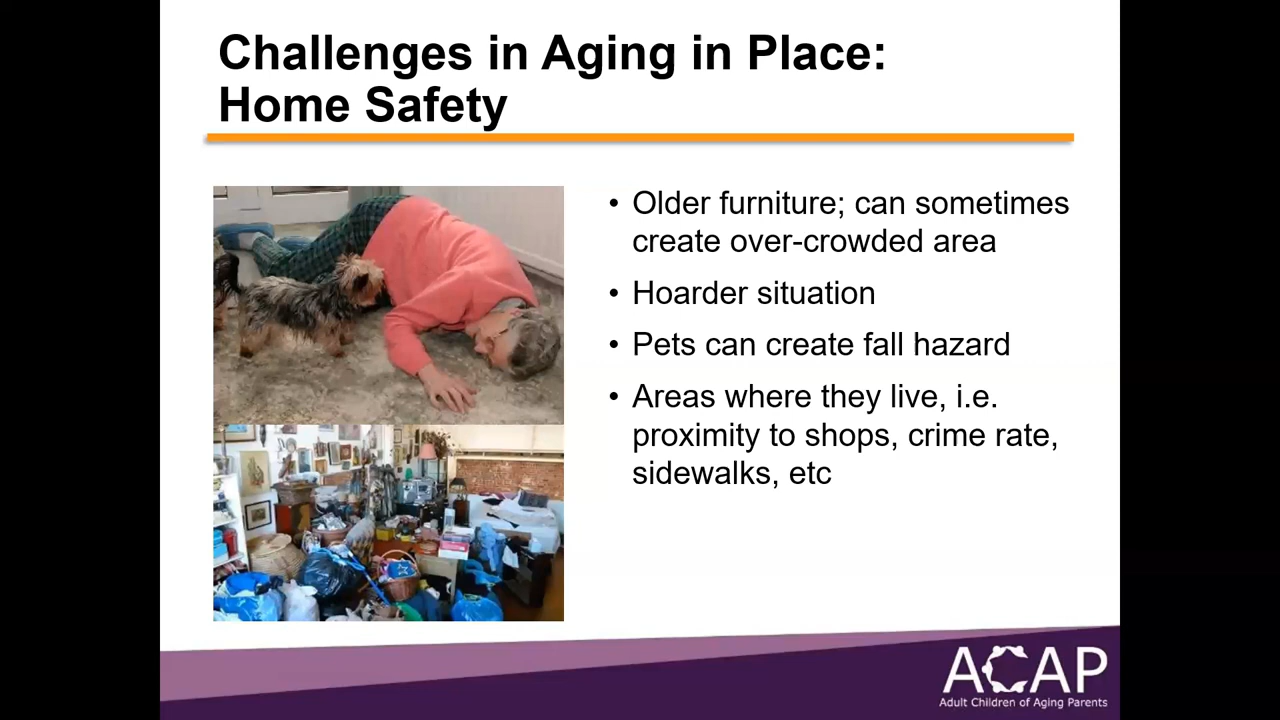 Challenges in Aging in Place:
Home Safety
• Older furniture; can sometimes
create over-crowded area
• Hoarder situation
• Pets can create fall hazard
• Areas where they live, i.e.
proximity to shops, crime rate,
sidewalks, etc
ACAP
Adult Children of Aging Parents